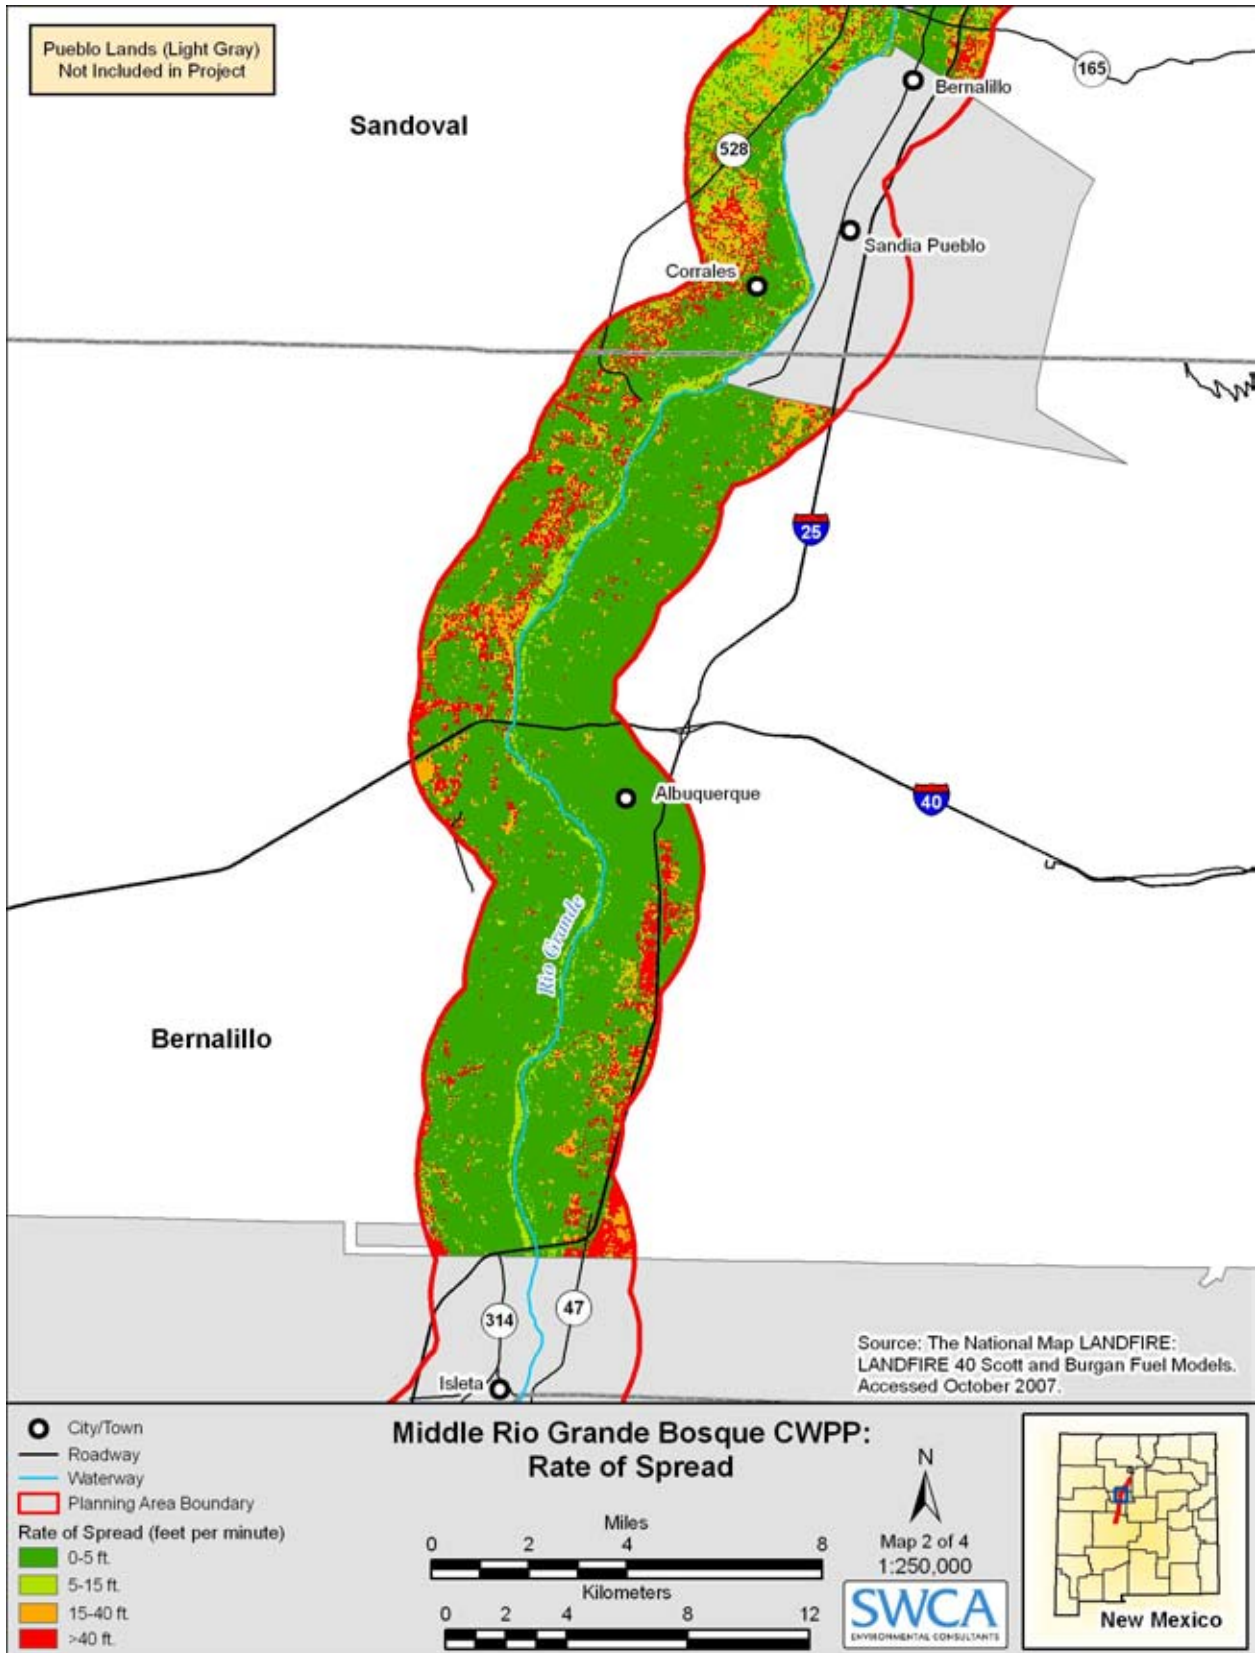 Pueblo Lands (Light Gray)
Not Included in Project
165
Bernalillo
Sandoval
528
Sandia Pueblo
Corrales
25
Albuquerque
40
Rio Grande
Bernalillo
314
47
Source: The National Map LANDFIRE:
LANDFIRE 40 Scott and Burgan Fuel Models.
Accessed October 2007.
Isleta
City/Town
Roadway
Waterway
Planning Area Boundary
Rate of Spread (feet per minute)
0-5 ft.
5-15 ft.
15-40 ft.
>40 ft.
Middle Rio Grande Bosque CWPP:
Rate of Spread
Miles
0 2 4 8
Kilometers
0 2 4 8 12
N
Map 2 of 4
1:250,000
SWCA
ENVIRONMENTAL CONSULTANTS
New Mexico